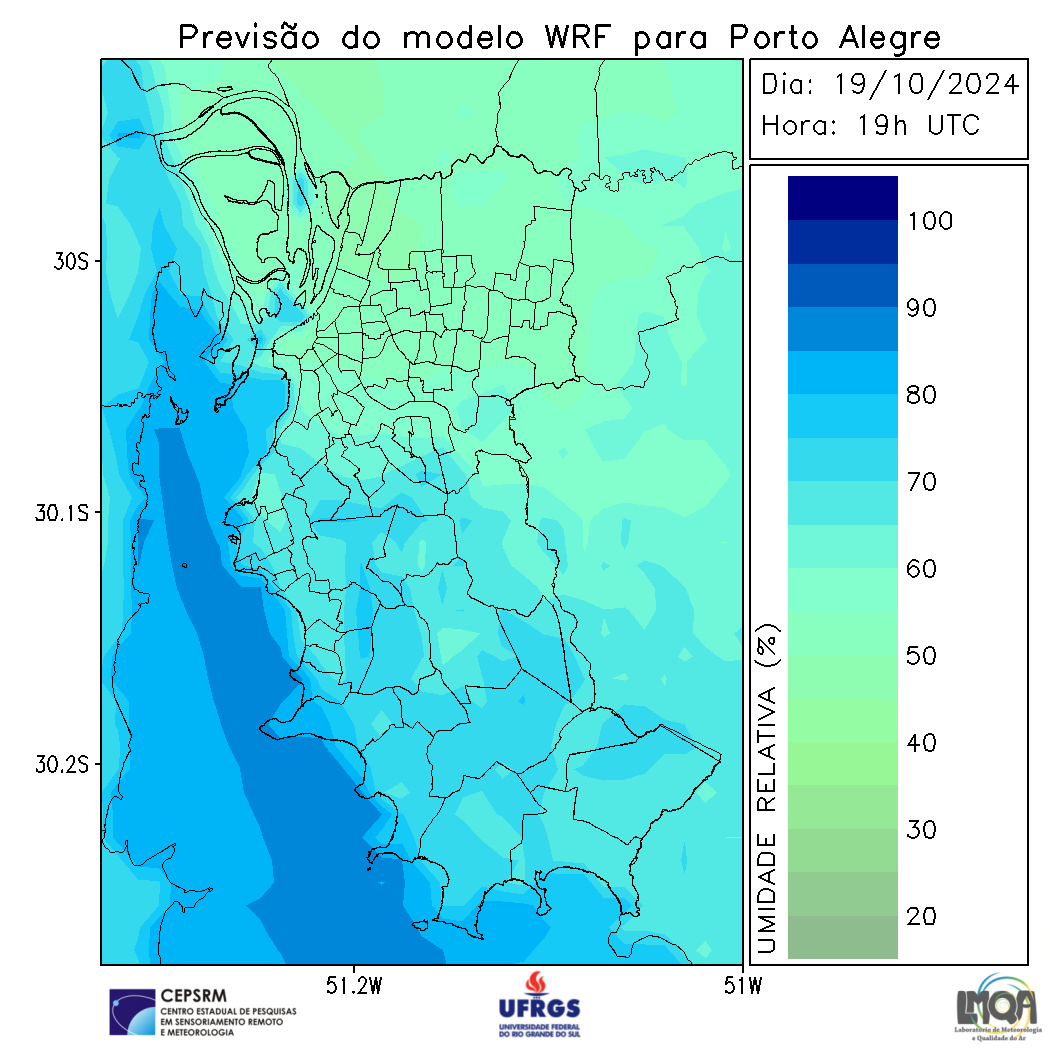 Previsão do modelo WRF para Porto Alegre
Dia: 19/10/2024
Hora: 19h UTC
30S
30.1S
30.2S
51.2W
51W
UMIDADE RELATIVA (%)
100
90
80
70
60
50
40
30
20
CEPSRM
CENTRO ESTADUAL DE PESQUISAS
EM SENSORIAMENTO REMOTO
E METEOROLOGIA
UFRGS
UNIVERSIDADE FEDERAL
DO RIO GRANDE DO SUL
LMQA
Laboratório de Meteorologia
e Qualidade do Ar